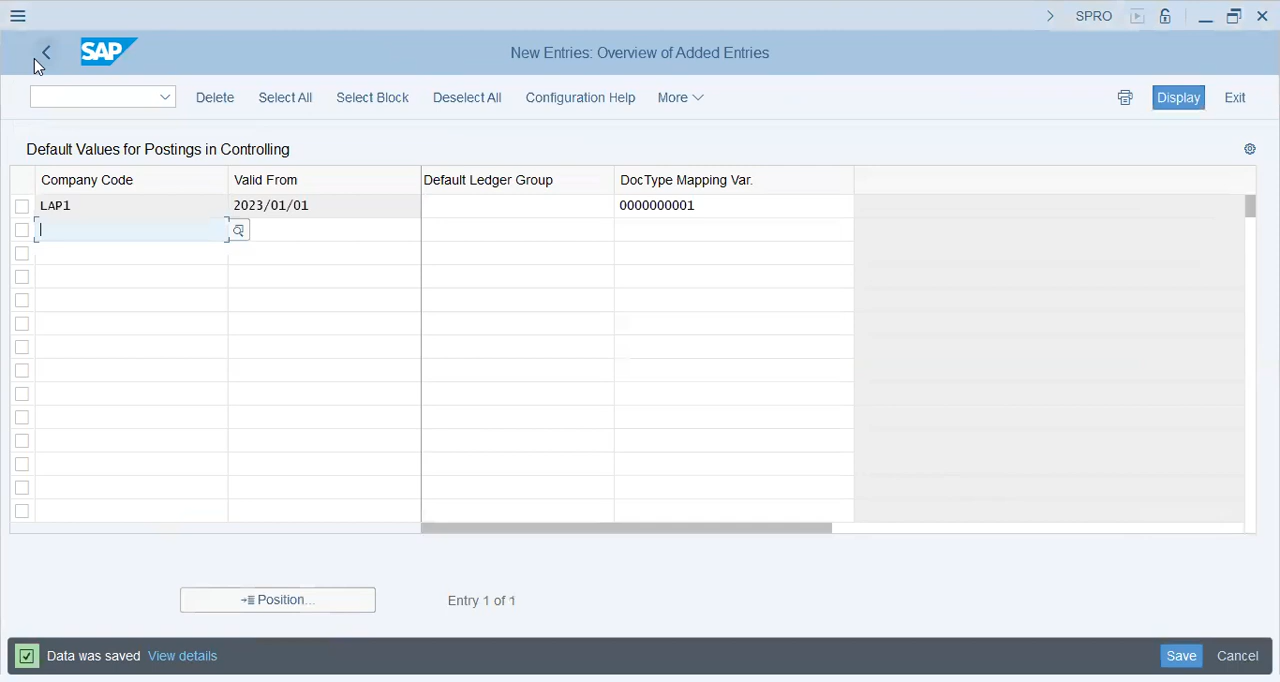 SPRO
SAP
New Entries: Overview of Added Entries
Delete Select All Select Block Deselect All Configuration Help More Display Exit
Default Values for Postings in Controlling
Company Code Valid From Default Ledger Group DocType Mapping Var.
LAP1 2023/01/01 0000000001
Position...
Entry 1 of 1
Data was saved View details Save Cancel